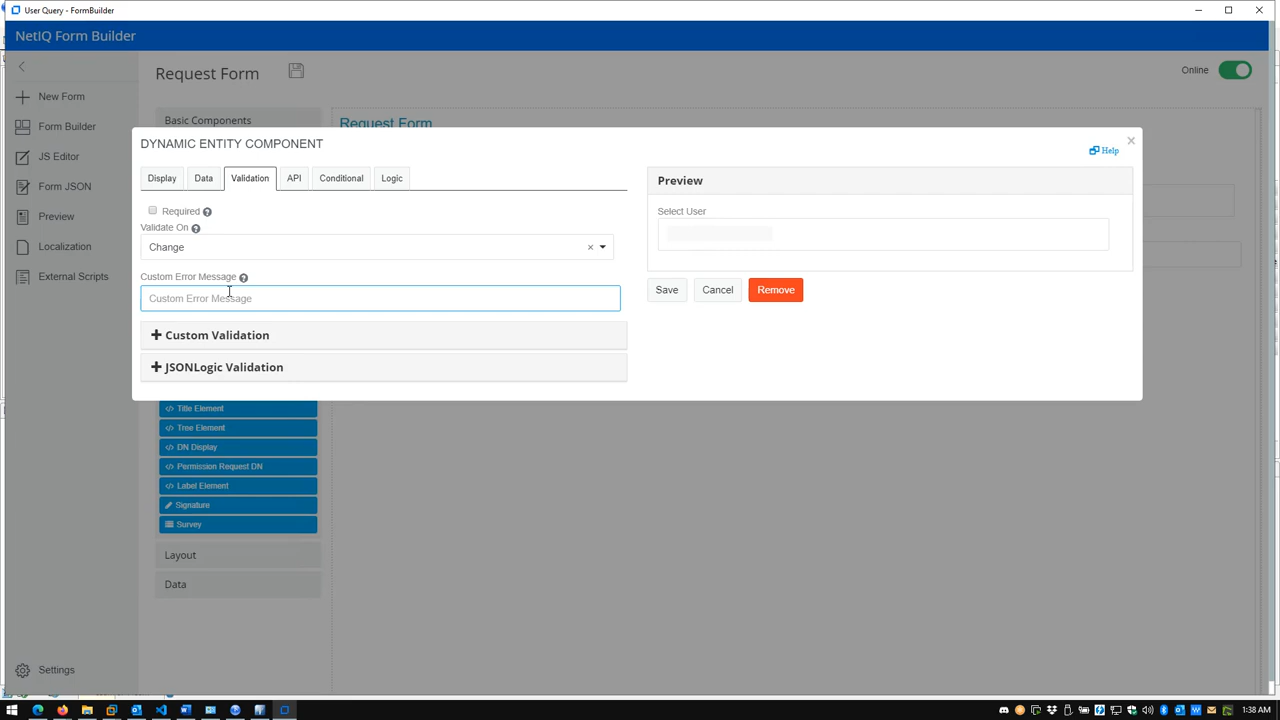 User Query - FormBuilder
NetIQ Form Builder
Request Form
Online
New Form
Form Builder
JS Editor
Form JSON
Preview
Localization
External Scripts
Settings
Basic Components
Request Form
DYNAMIC ENTITY COMPONENT
Help
Display
Data
Validation
API
Conditional
Logic
Required
Validate On
Change
Custom Error Message
Custom Error Message
Custom Validation
JSONLogic Validation
Preview
Select User
Save
Cancel
Remove
Title Element
Tree Element
DN Display
Permission Request DN
Label Element
Signature
Survey
Layout
Data
1:38 AM